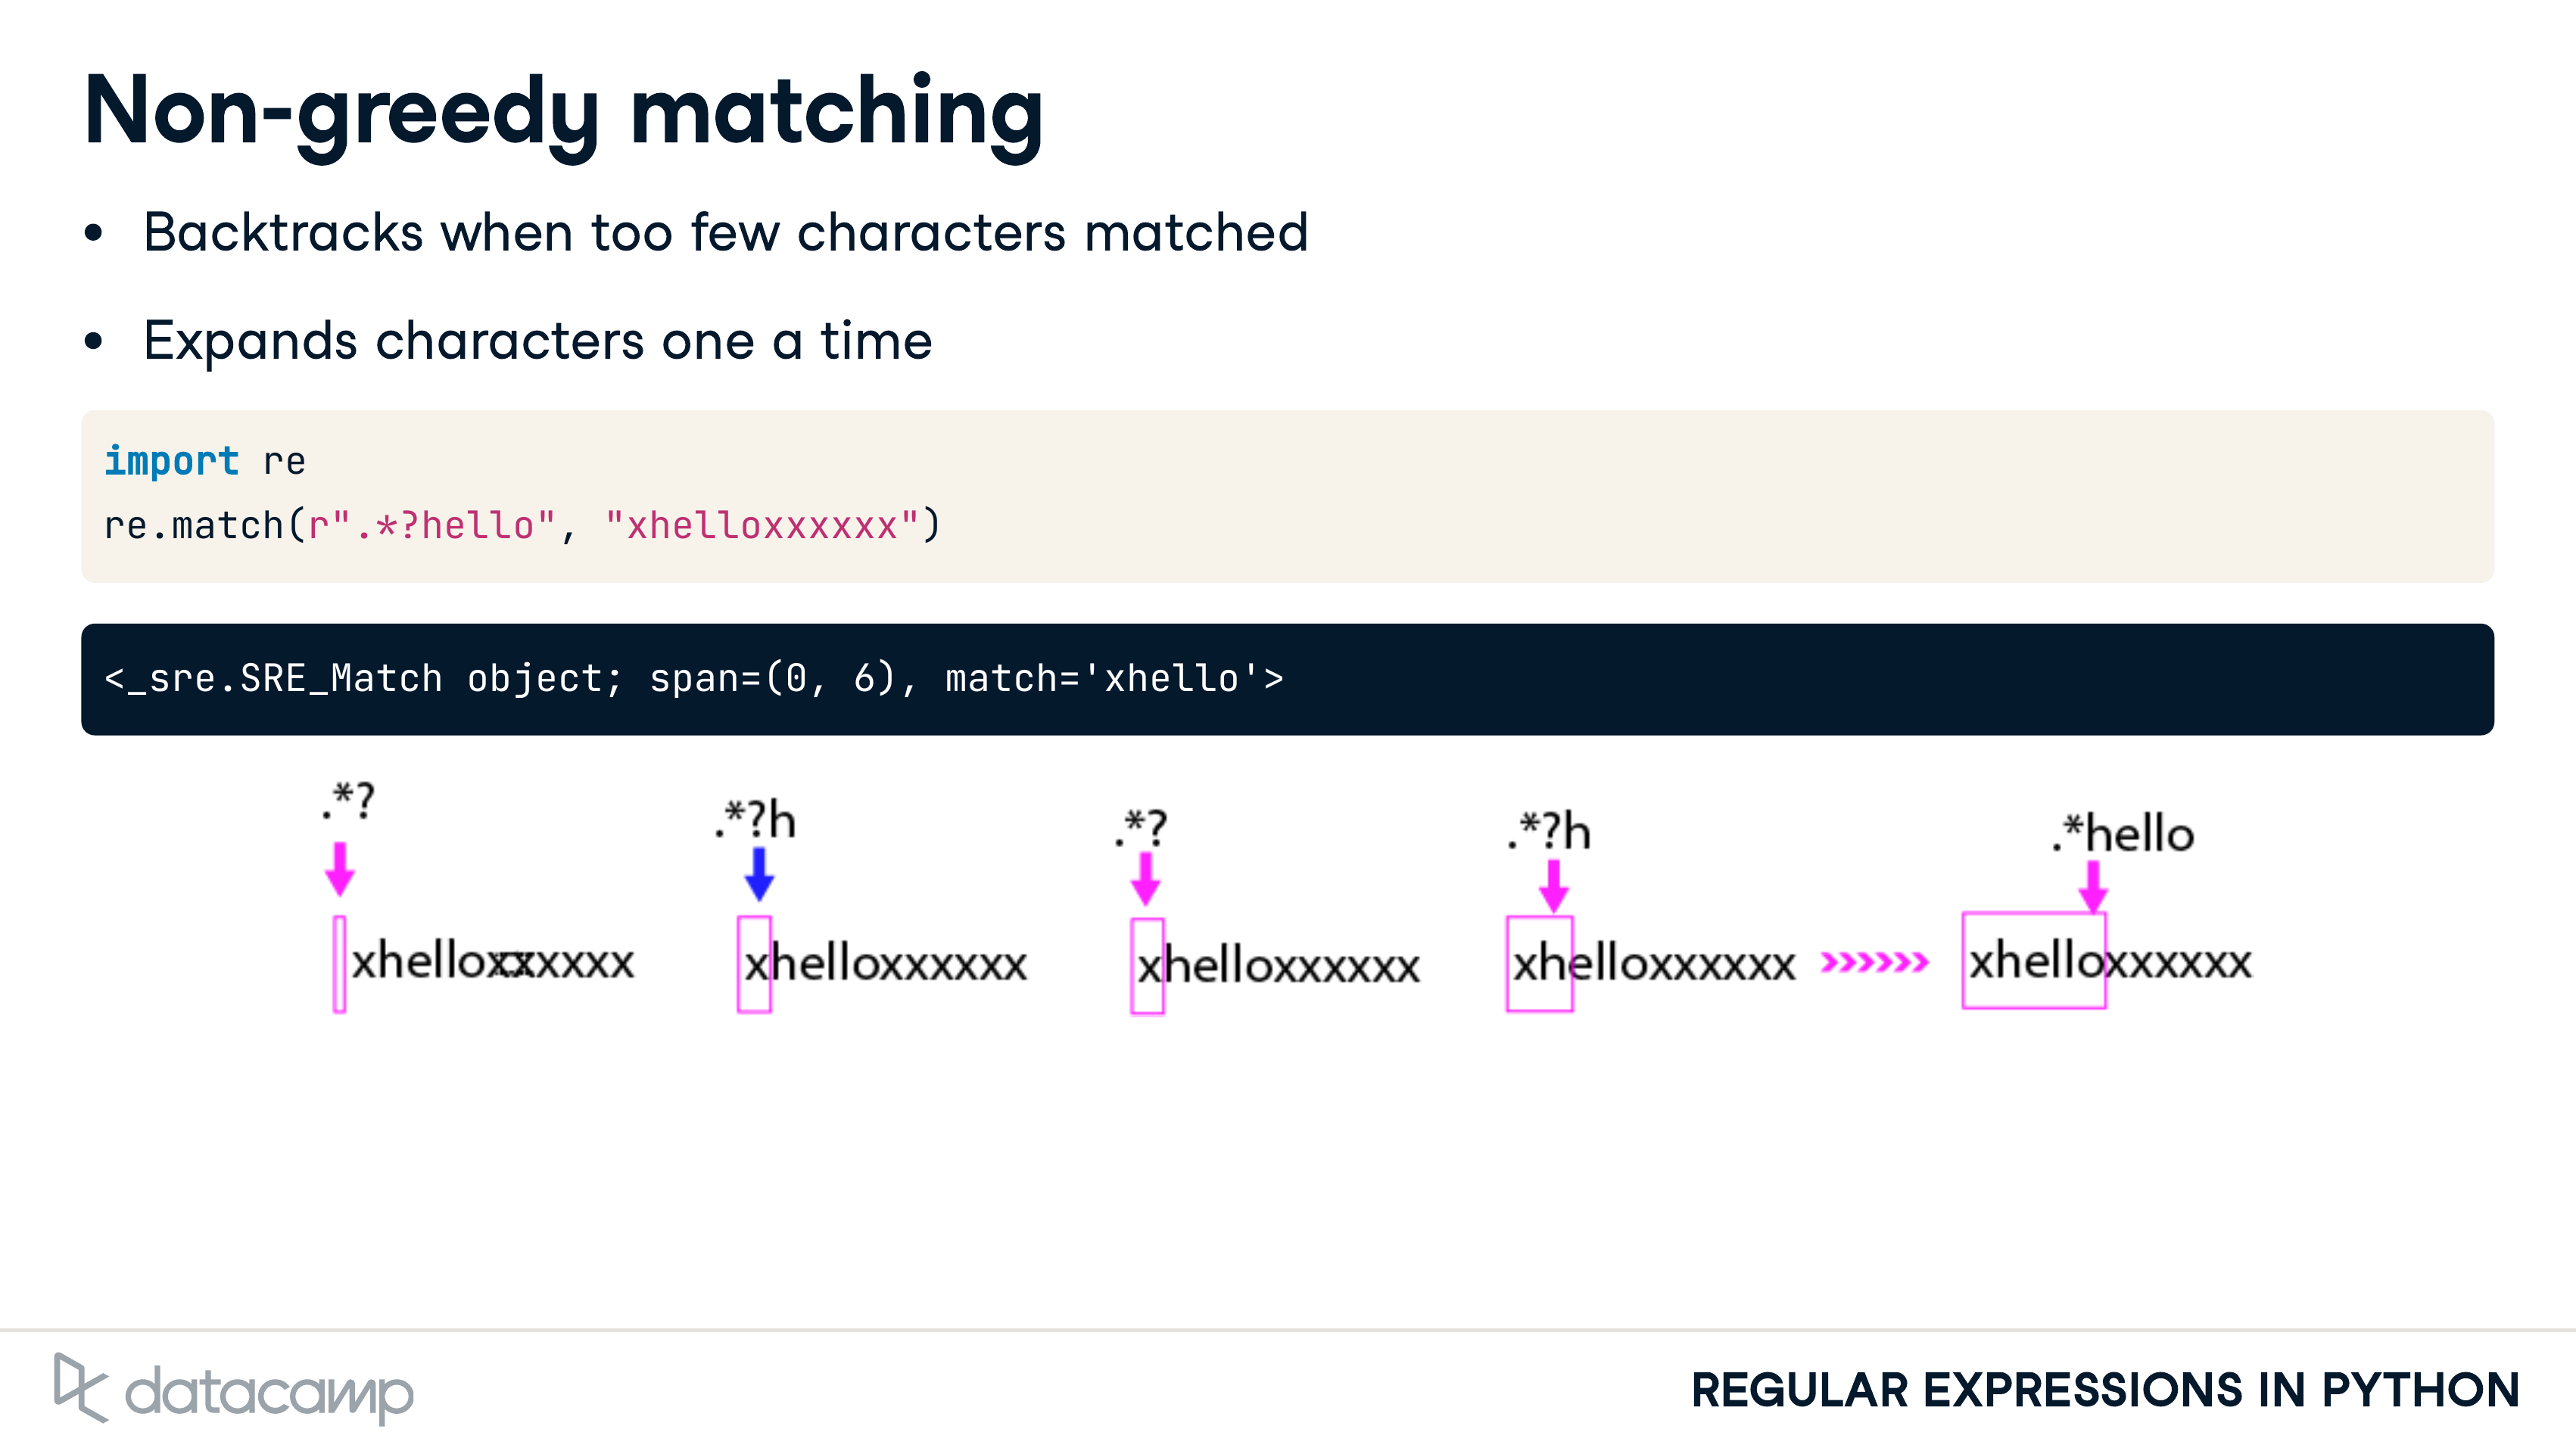 Non-greedy matching
• Backtracks when too few characters matched
• Expands characters one a time
import re
re.match(r".*?hello", "xhelloxxxxxx")
<_sre.SRE_Match object; span=(0, 6), match='xhello'>
.*? .*?h .*? .*?h .*hello
xhelloxxxxxx xhelloxxxxxx xhelloxxxxxx xhelloxxxxxx »»»» xhelloxxxxxx
datacamp
REGULAR EXPRESSIONS IN PYTHON